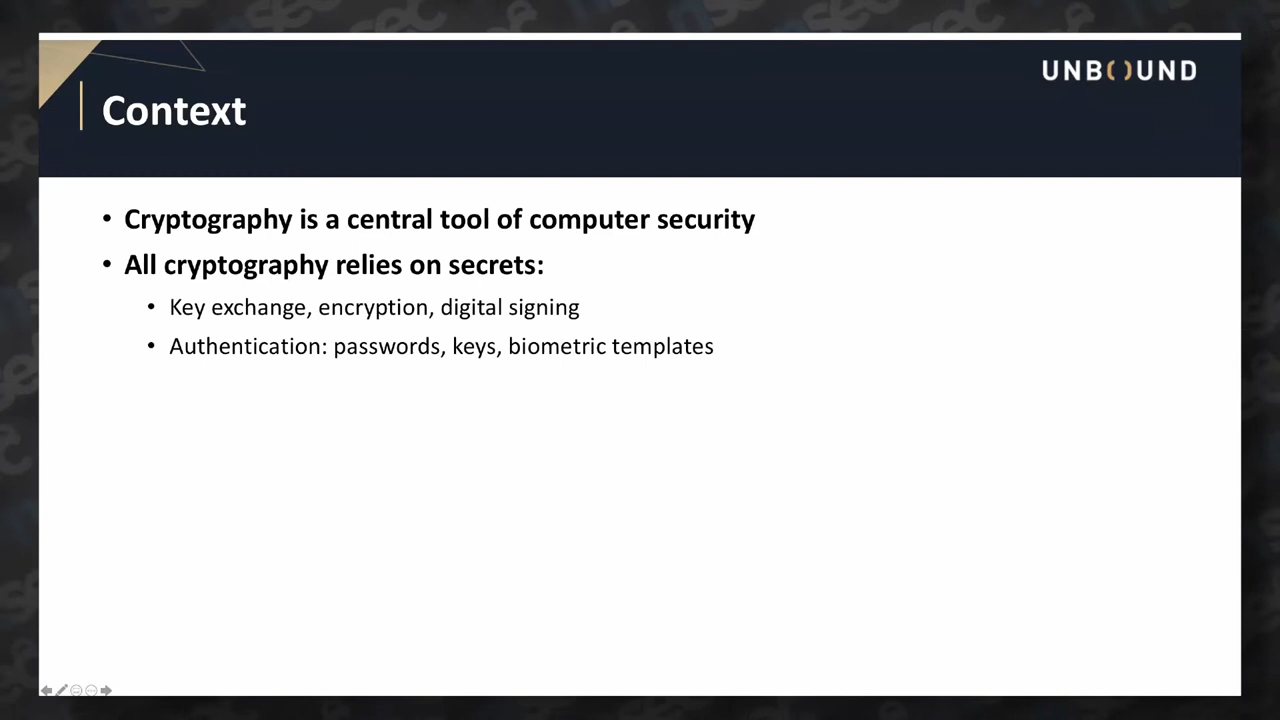 UNBOUND
Context
• Cryptography is a central tool of computer security
• All cryptography relies on secrets:
• Key exchange, encryption, digital signing
• Authentication: passwords, keys, biometric templates